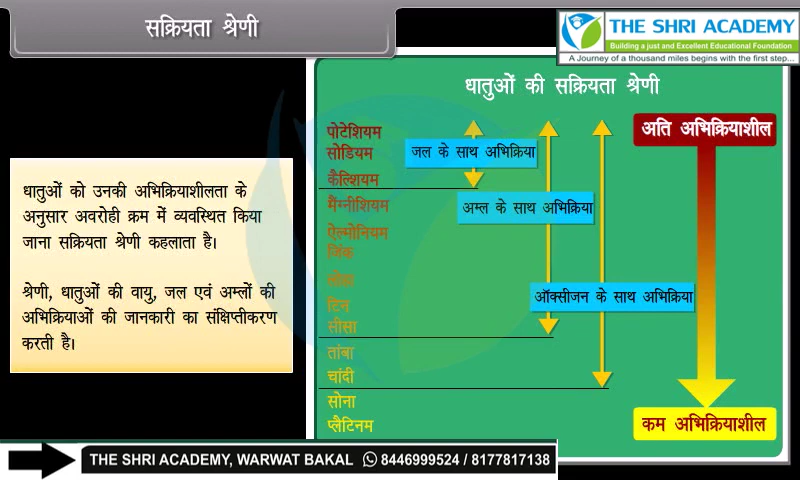 सक्रियता श्रेणी
THE SHRI ACADEMY
Building a just and Excellent Educational Foundation
A Journey of a thousand miles begins with the first step...
धातुओं को उनकी अभिक्रियाशीलता के
अनुसार अवरोही क्रम में व्यवस्थित किया
जाना सक्रियता श्रेणी कहलाता है।
श्रेणी, धातुओं की वायु, जल एवं अम्लों की
अभिक्रियाओं की जानकारी का संक्षिप्तीकरण
करती है।
धातुओं की सक्रियता श्रेणी
पोटेशियम
सोडियम
कैल्शियम
मैग्नीशियम
ऐल्मोनियम
जिंक
लोहा
टिन
सीसा
तांबा
चांदी
सोना
प्लैटिनम
जल के साथ अभिक्रिया
अम्ल के साथ अभिक्रिया
ऑक्सीजन के साथ अभिक्रिया
अति अभिक्रियाशील
कम अभिक्रियाशील
THE SHRI ACADEMY, WARWAT BAKAL 8446999524 / 8177817138